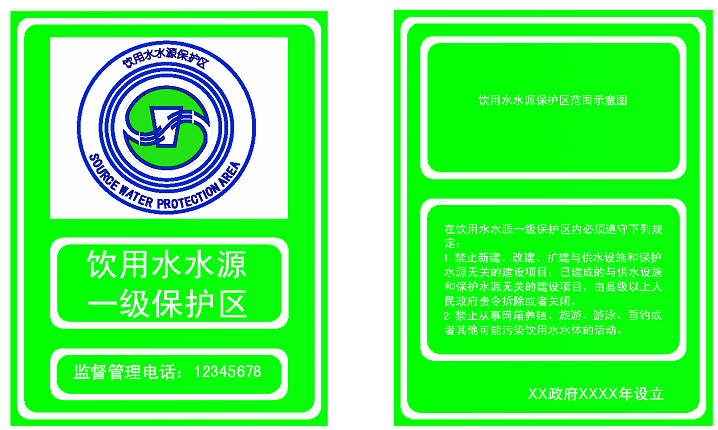 饮用水水源保护区
SOURCE WATER PROTECTION AREA
饮用水水源
一级保护区
监督管理电话：12345678
饮用水水源保护区范围示意图
在饮用水水源一级保护区内必须遵守下列规
定：
1 禁止新建、改建、扩建与供水设施和保护
水源无关的建设项目；已建成的与供水设施
和保护水源无关的建设项目，由县级以上人
民政府责令拆除或者关闭。
2 禁止从事网箱养殖、旅游、游泳、垂钓或
者其他可能污染饮用水水体的活动。
XX政府XXXX年设立